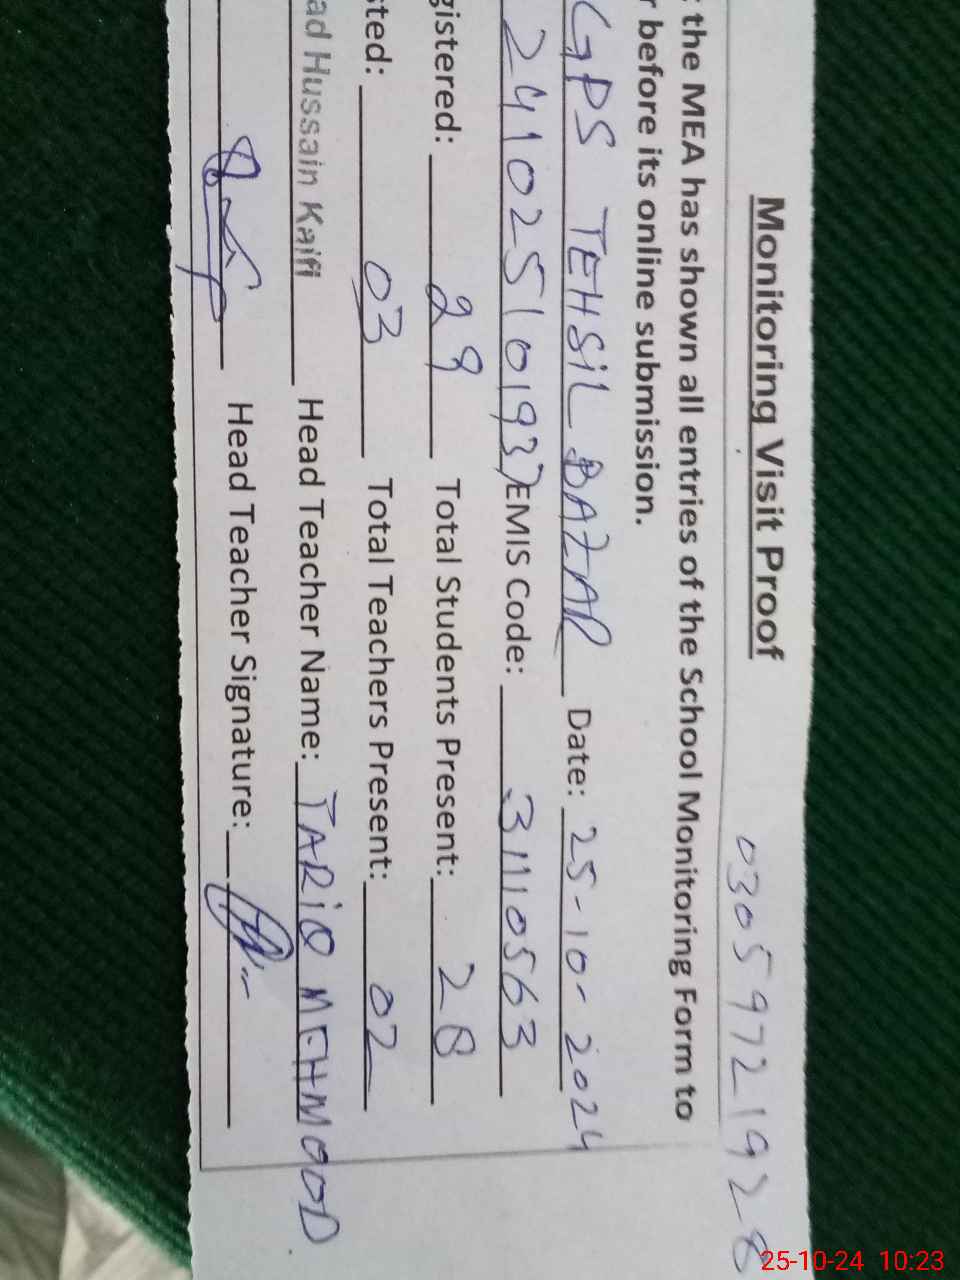 Monitoring Visit Proof 03059721928
the MEA has shown all entries of the School Monitoring Form to
before its online submission.
GPS TEHSIL BAZAR Date: 25-10-2024
241025101937 EMIS Code: 31110563
gistered: 29 Total Students Present: 28
sted: 03 Total Teachers Present: 02
ad Hussain Kaifi Head Teacher Name: TARIQ MEHMOOD
Head Teacher Signature:
25-10-24 10:23